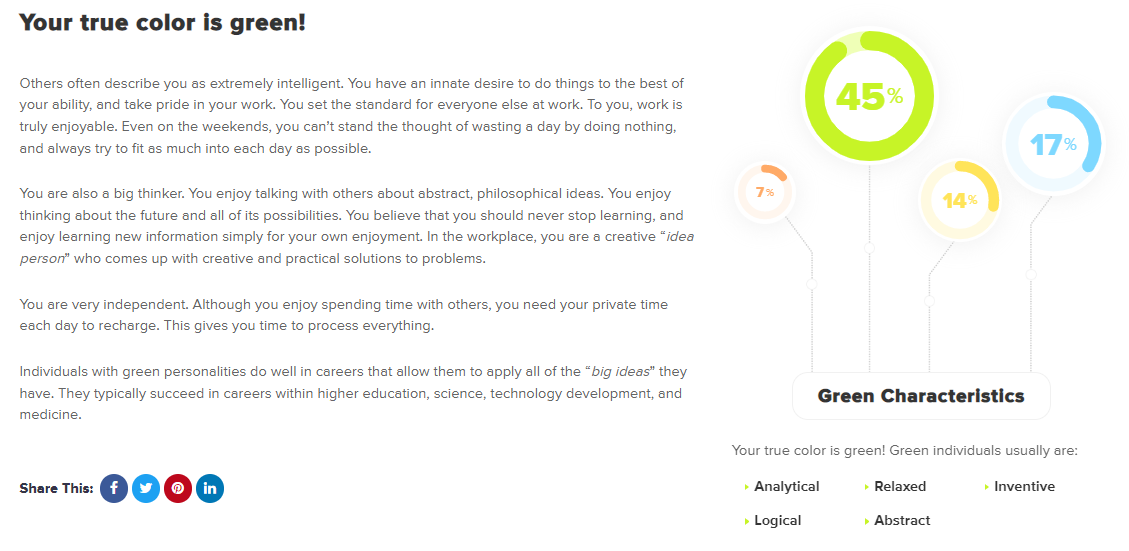 Your true color is green!
Others often describe you as extremely intelligent. You have an innate desire to do things to the best of
your ability, and take pride in your work. You set the standard for everyone else at work. To you, work is
truly enjoyable. Even on the weekends, you can’t stand the thought of wasting a day by doing nothing,
and always try to fit as much into each day as possible.
You are also a big thinker. You enjoy talking with others about abstract, philosophical ideas. You enjoy
thinking about the future and all of its possibilities. You believe that you should never stop learning, and
enjoy learning new information simply for your own enjoyment. In the workplace, you are a creative “idea
person” who comes up with creative and practical solutions to problems.
You are very independent. Although you enjoy spending time with others, you need your private time
each day to recharge. This gives you time to process everything.
Individuals with green personalities do well in careers that allow them to apply all of the “big ideas” they
have. They typically succeed in careers within higher education, science, technology development, and
medicine.
Share This:
45%
17%
7%
14%
Green Characteristics
Your true color is green! Green individuals usually are:
Analytical Relaxed Inventive
Logical Abstract